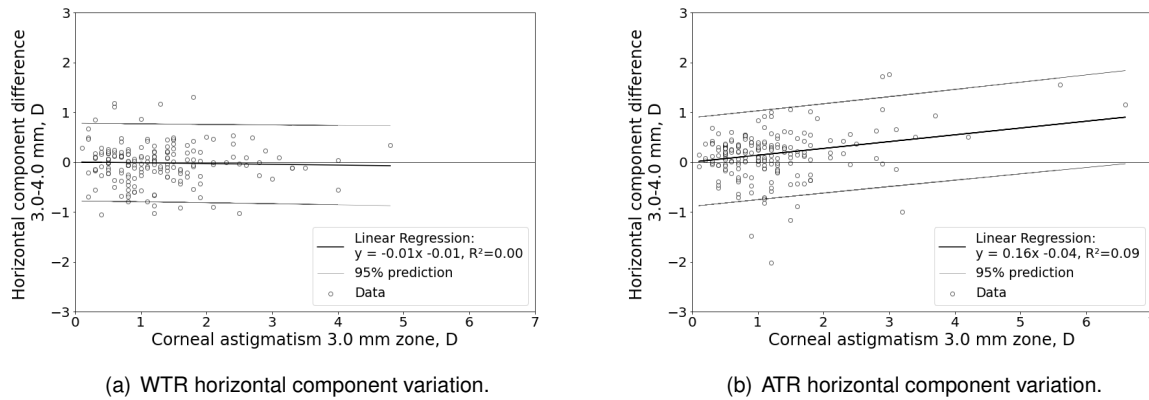 3
2
1
0
−1
−2
−3
Horizontal component difference
3.0-4.0 mm, D
Linear Regression:
y = -0.01x -0.01, R²=0.00
95% prediction
Data
0 1 2 3 4 5 6 7
Corneal astigmatism 3.0 mm zone, D
(a) WTR horizontal component variation.
3
2
1
0
−1
−2
−3
Horizontal component difference
3.0-4.0 mm, D
Linear Regression:
y = 0.16x -0.04, R²=0.09
95% prediction
Data
0 1 2 3 4 5 6
Corneal astigmatism 3.0 mm zone, D
(b) ATR horizontal component variation.